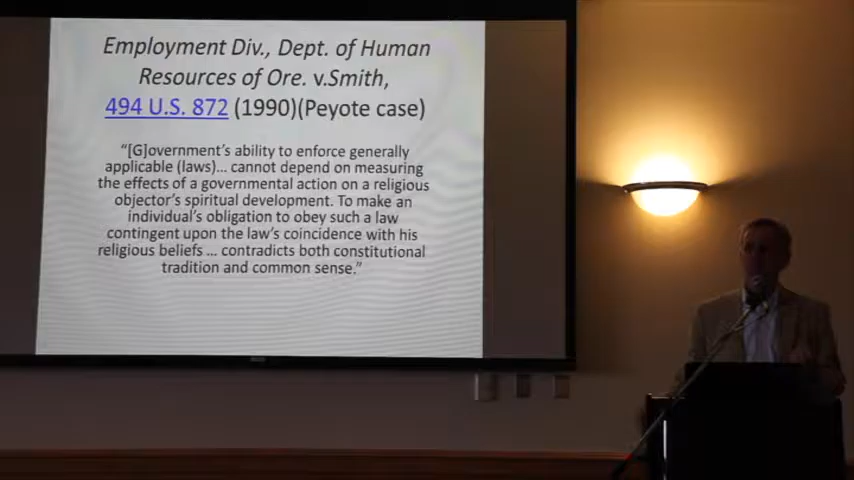 Employment Div., Dept. of Human
Resources of Ore. v.Smith,
494 U.S. 872 (1990)(Peyote case)
“[G]overnment’s ability to enforce generally
applicable (laws)... cannot depend on measuring
the effects of a governmental action on a religious
objector’s spiritual development. To make an
individual’s obligation to obey such a law
contingent upon the law’s coincidence with his
religious beliefs ... contradicts both constitutional
tradition and common sense.”